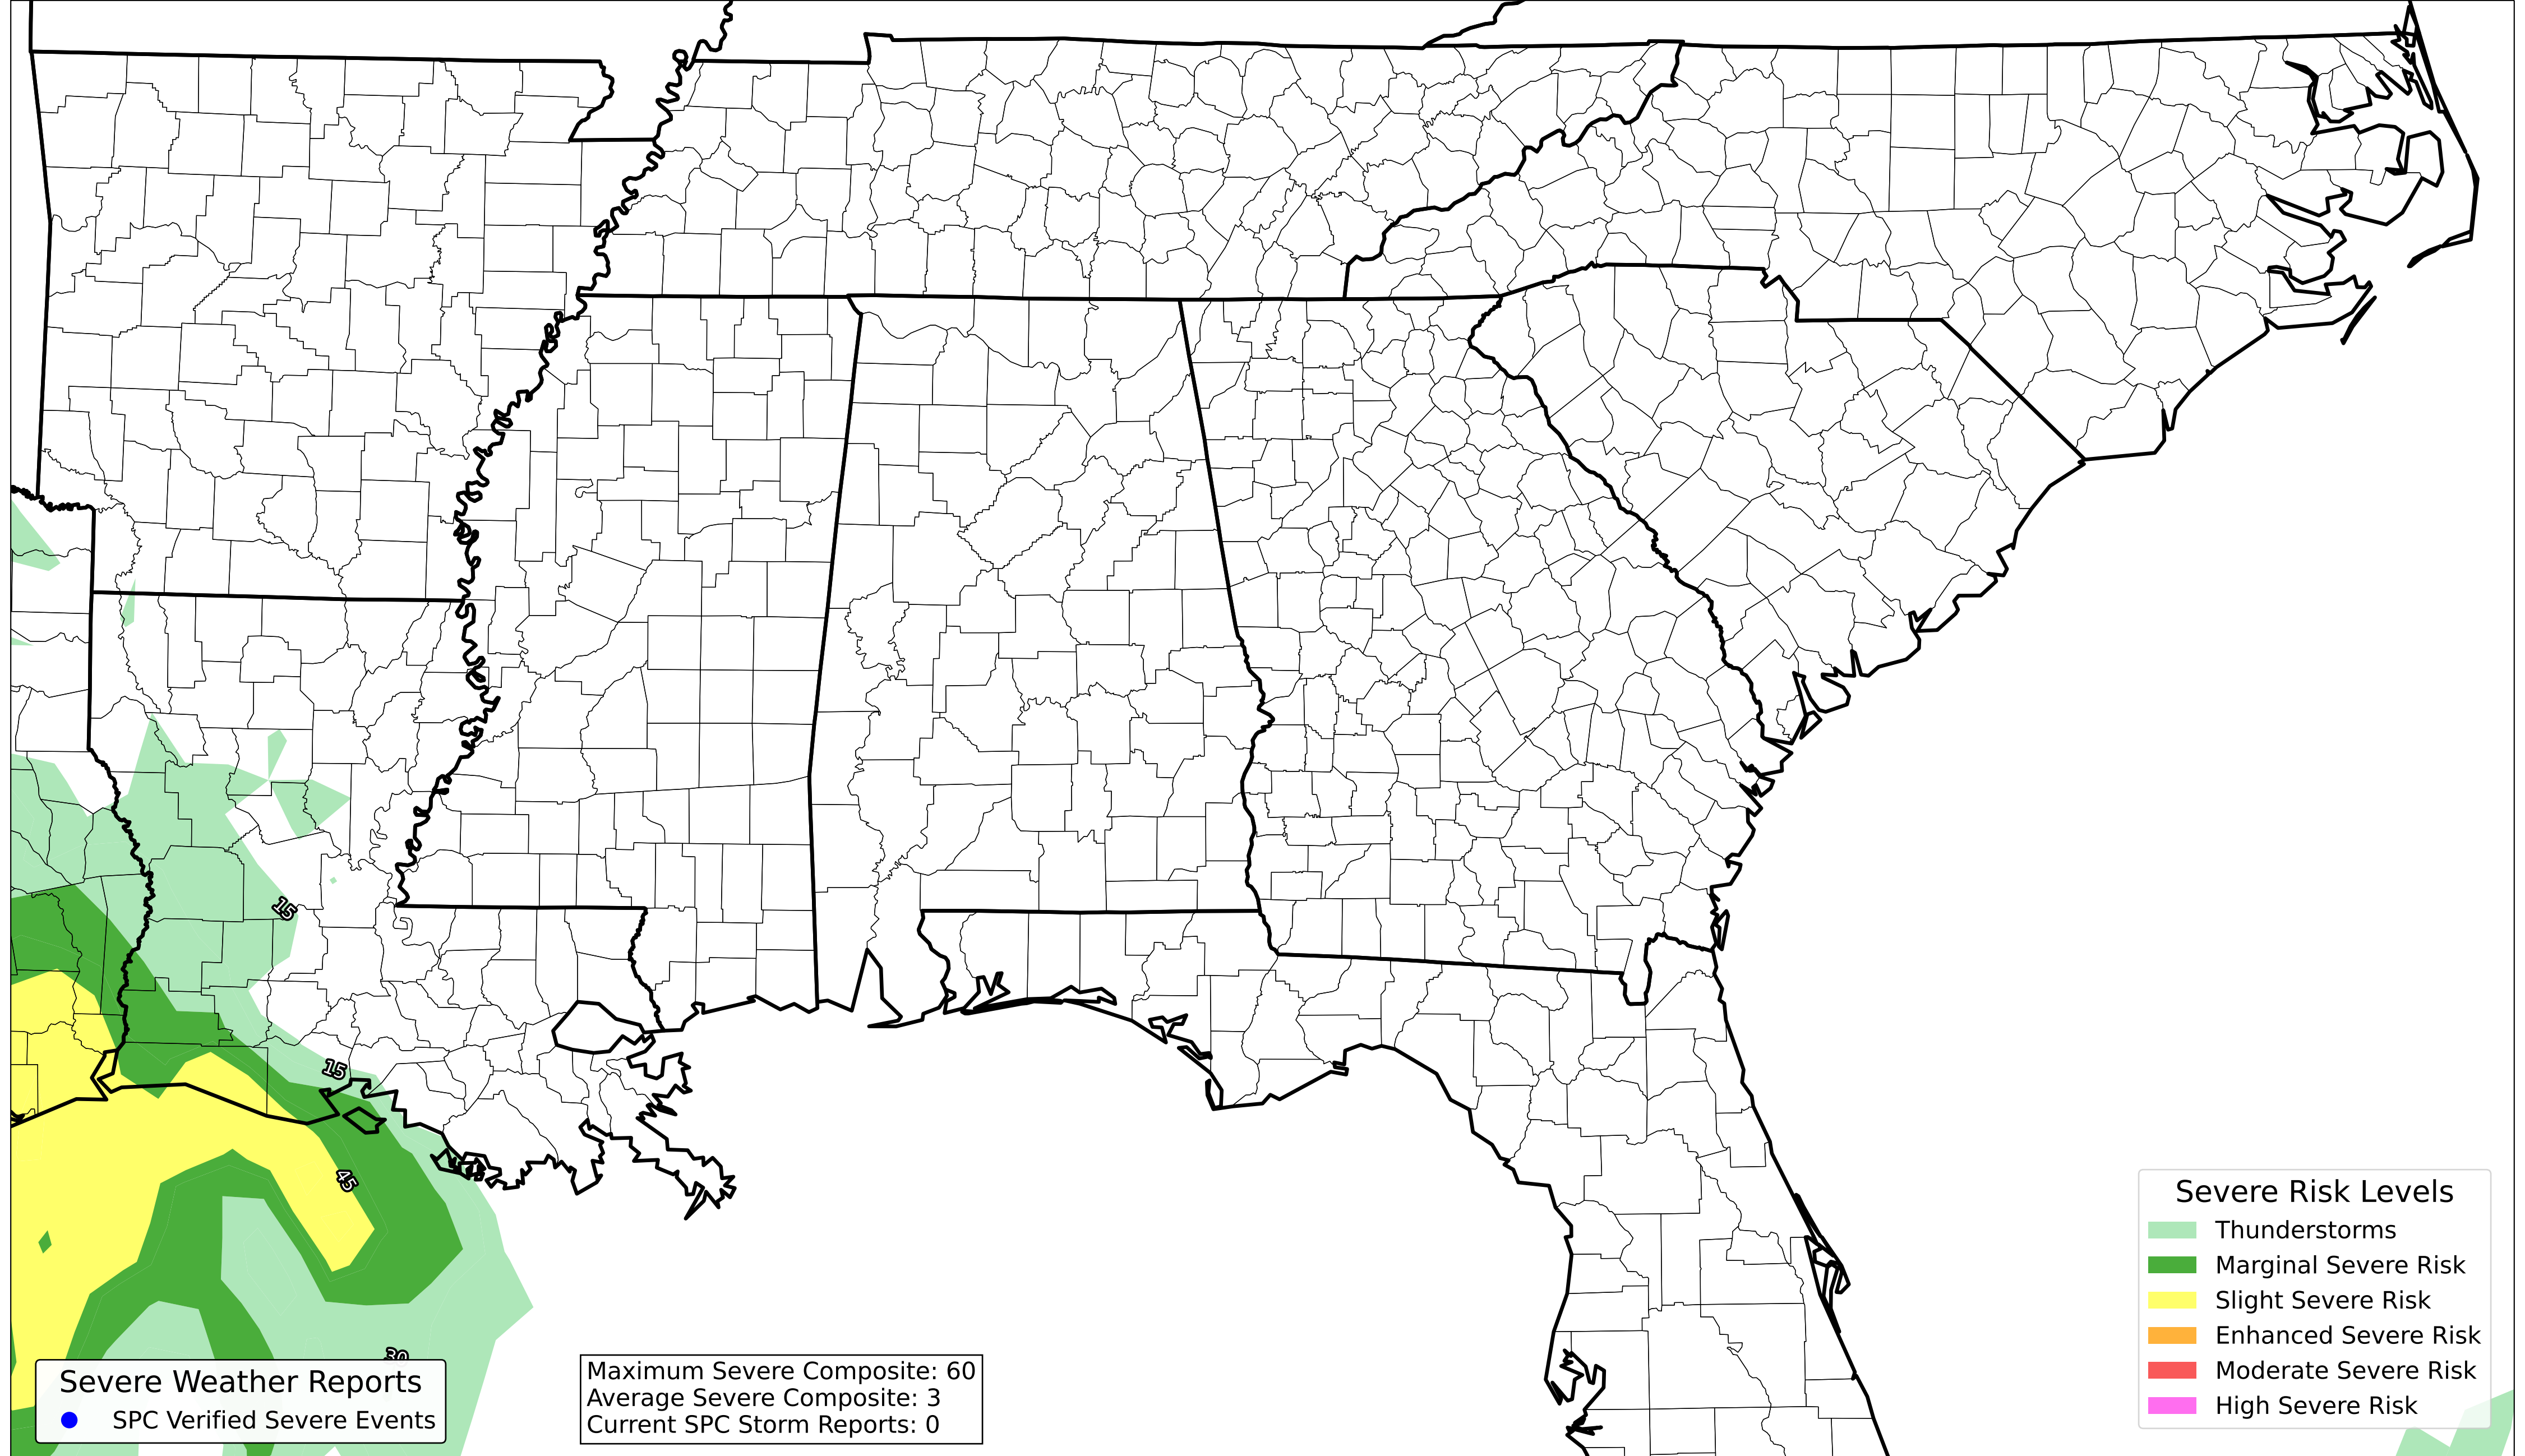 15
15
45
30
Severe Weather Reports
SPC Verified Severe Events
Maximum Severe Composite: 60
Average Severe Composite: 3
Current SPC Storm Reports: 0
Severe Risk Levels
Thunderstorms
Marginal Severe Risk
Slight Severe Risk
Enhanced Severe Risk
Moderate Severe Risk
High Severe Risk